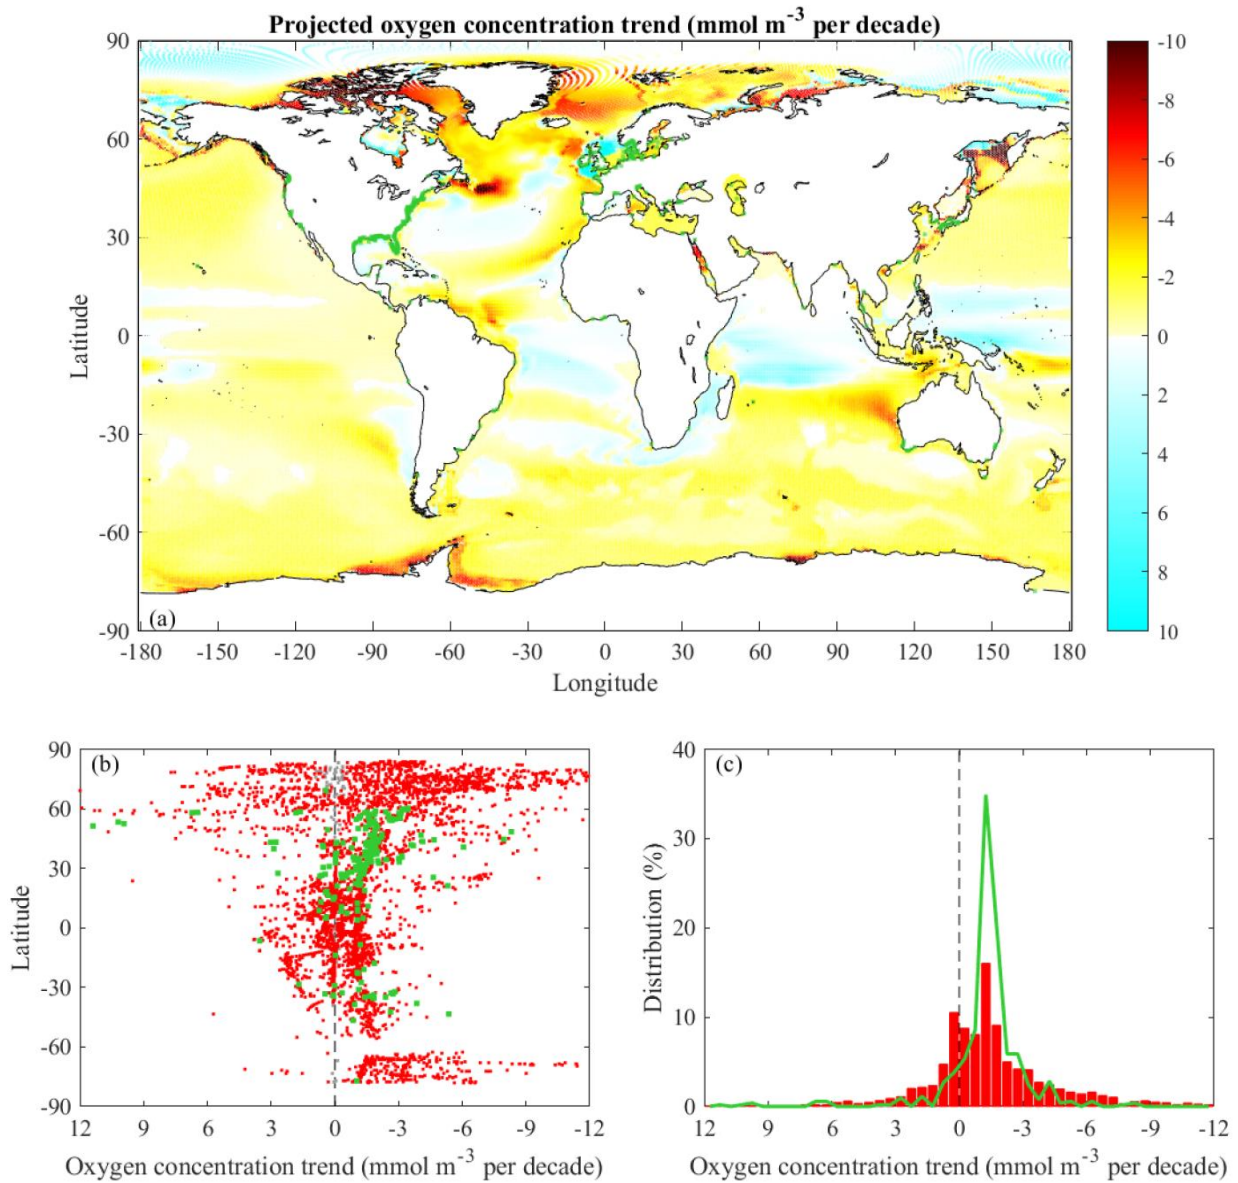 Projected oxygen concentration trend (mmol m-3 per decade)
90
60
30
0
-30
-60
-90
Latitude
(a)
-180 -150 -120 -90 -60 -30 0 30 60 90 120 150 180
Longitude
-10
-8
-6
-4
-2
0
2
4
6
8
10
(b)
90
60
30
0
-30
-60
-90
Latitude
12 9 6 3 0 -3 -6 -9 -12
Oxygen concentration trend (mmol m-3 per decade)
(c)
40
30
20
10
0
Distribution (%)
12 9 6 3 0 -3 -6 -9 -12
Oxygen concentration trend (mmol m-3 per decade)